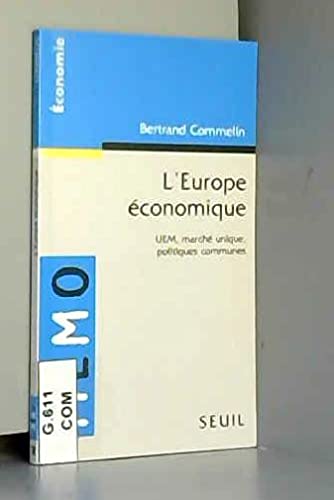 Économie
Bertrand Commelin
L'Europe
économique
UEM, marché unique,
politiques communes
MEMO
G.611
COM
SEUIL